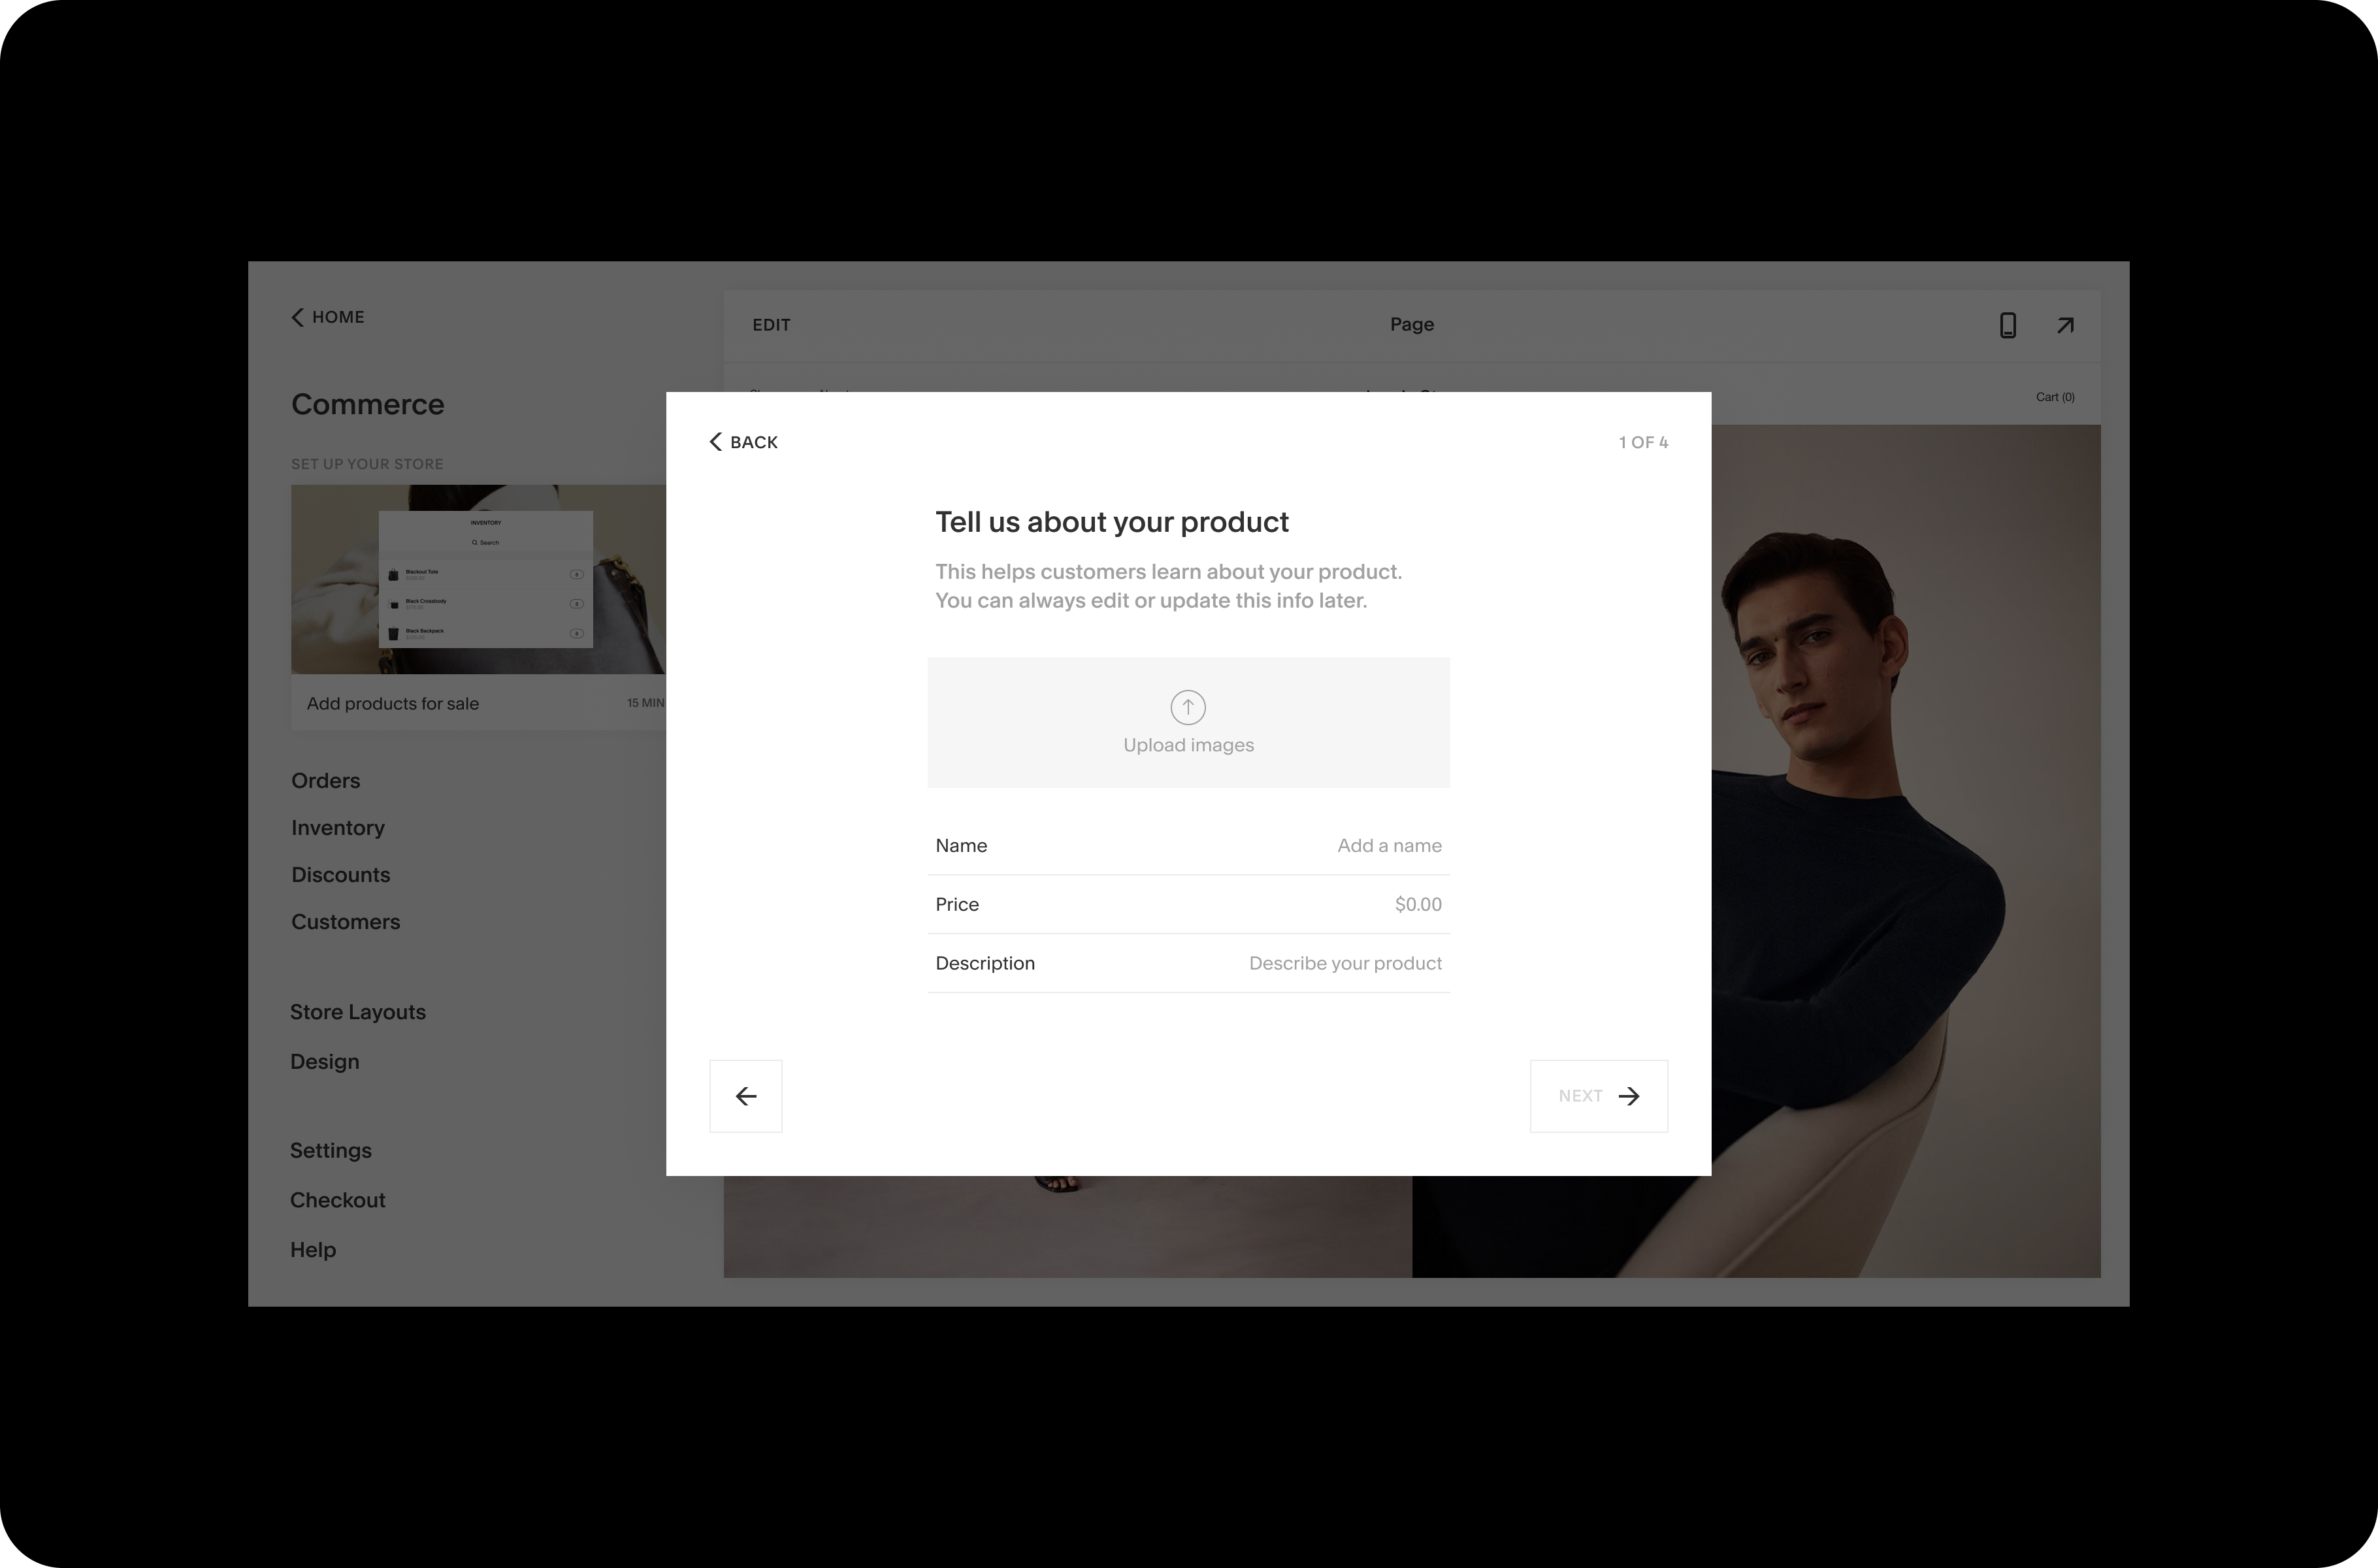 HOME
Commerce
SET UP YOUR STORE
INVENTORY
Search
Blackout Tote
Black Crossbody
Black Backpack
Add products for sale
15 MIN
Orders
Inventory
Discounts
Customers
Store Layouts
Design
Settings
Checkout
Help
EDIT
Page
Cart (0)
BACK
1 OF 4
Tell us about your product
This helps customers learn about your product.
You can always edit or update this info later.
Upload images
Name
Add a name
Price
$0.00
Description
Describe your product
NEXT